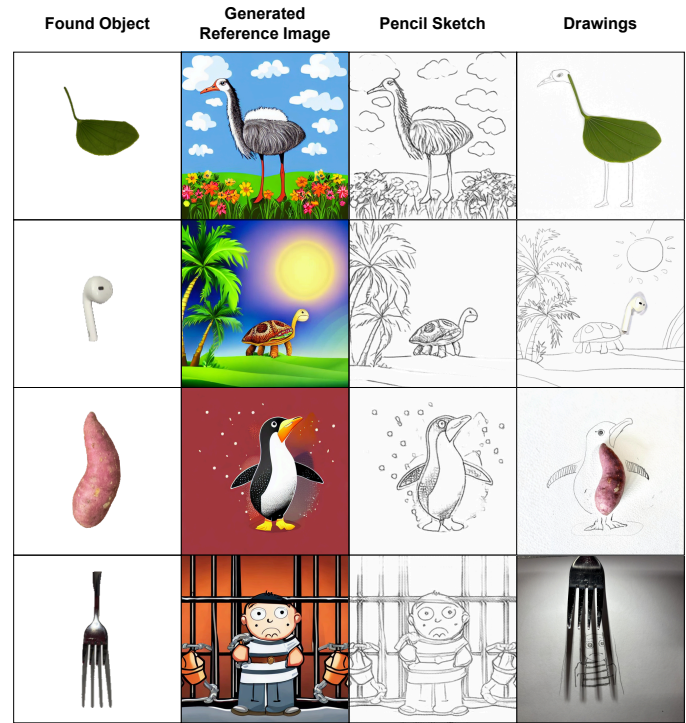 Found Object
Generated
Reference Image
Pencil Sketch
Drawings